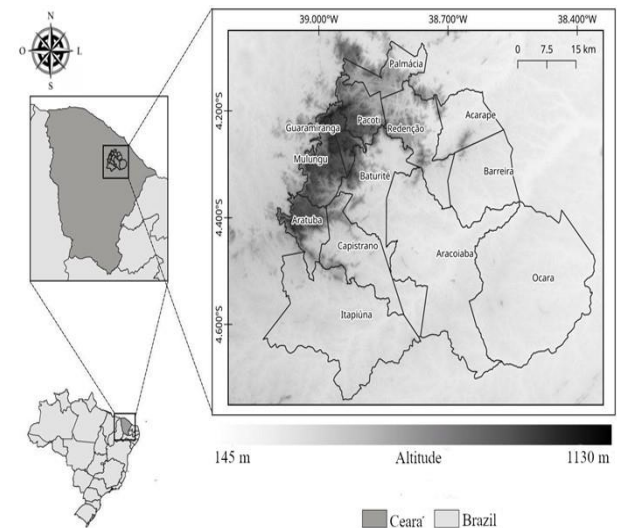 N
O
L
S
39.000°W
38.700°W
38.400°W
0 7.5 15 km
4.200°S
4.400°S
4.600°S
Palmácia
Pacoti
Acarape
Guaramiranga
Redenção
Mulungu
Baturité
Barreira
Aratuba
Capistrano
Aracoiaba
Ocara
Itapiúna
145 m Altitude 1130 m
Ceara' Brazil